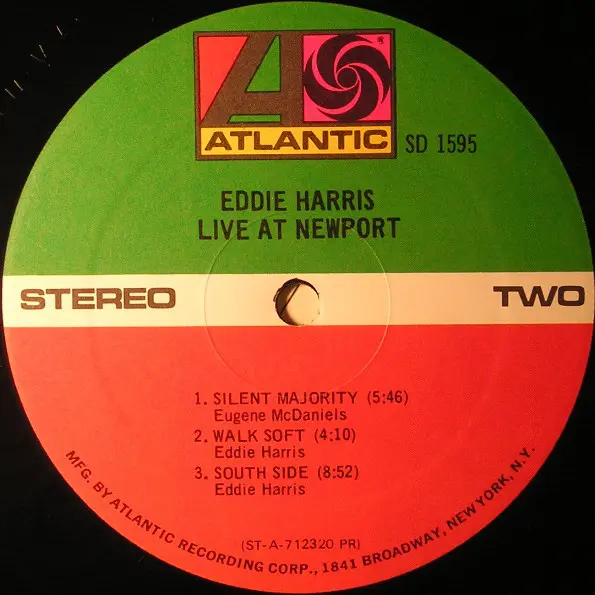 ATLANTIC
SD 1595
EDDIE HARRIS
LIVE AT NEWPORT
STEREO
TWO
1. SILENT MAJORITY (5:46)
Eugene McDaniels
2. WALK SOFT (4:10)
Eddie Harris
3. SOUTH SIDE (8:52)
Eddie Harris
(ST-A-712320 PR)
MFG. BY ATLANTIC RECORDING CORP., 1841 BROADWAY, NEW YORK, N.Y.